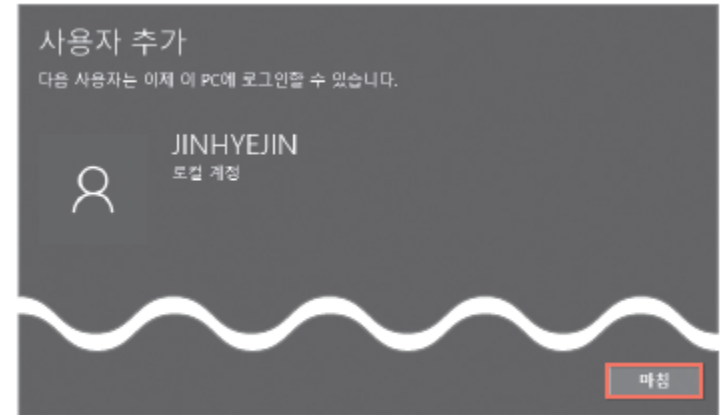 사용자 추가
다음 사용자는 이제 이 PC에 로그인할 수 있습니다.
JINHYEJIN
로컬 계정
마침